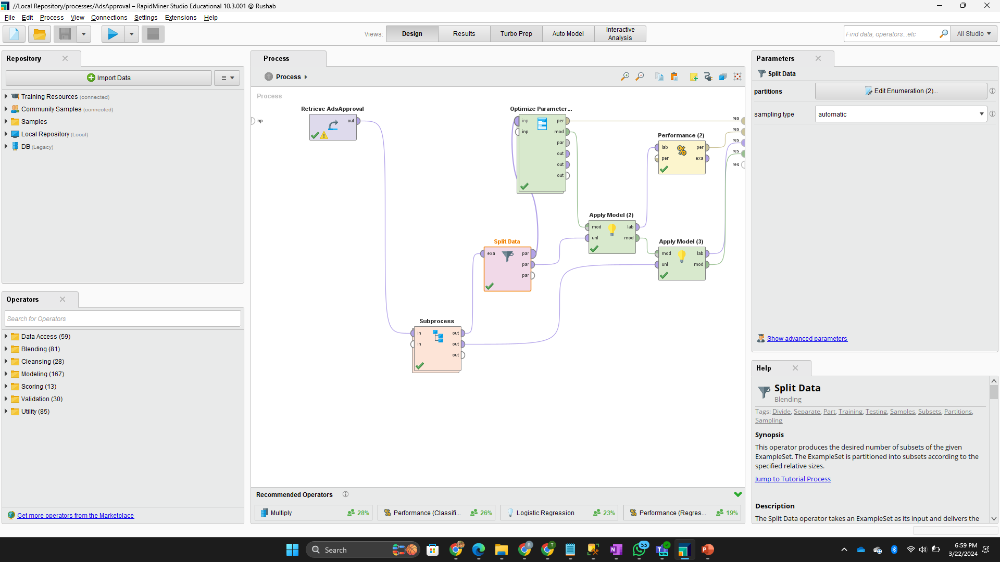 //Local Repository/processes/AdsApproval – RapidMiner Studio Educational 10.3.001 @ Rushab
File Edit Process View Connections Settings Extensions Help
Views: Design Results Turbo Prep Auto Model Interactive Analysis
Find data, operators...etc All Studio
Repository
Import Data
Training Resources (connected)
Community Samples (connected)
Samples
Local Repository (Local)
DB (Legacy)
Operators
Search for Operators
Data Access (59)
Blending (81)
Cleansing (28)
Modeling (167)
Scoring (13)
Validation (30)
Utility (85)
Get more operators from the Marketplace
Process
Process
Process
inp
Retrieve AdsApproval
out
Optimize Parameter...
inp per
inp mod
par
out
out
out
Performance (2)
lab per
per exa
res
res
res
res
res
Apply Model (2)
mod lab
unl mod
Split Data
exa par
par
par
Apply Model (3)
mod lab
unl mod
Subprocess
in out
in out
out
Recommended Operators
Multiply 28%
Performance (Classifi... 26%
Logistic Regression 23%
Performance (Regres... 19%
Parameters
Split Data
partitions Edit Enumeration (2)...
sampling type automatic
Show advanced parameters
Help
Split Data
Blending
Tags: Divide, Separate, Part, Training, Testing, Samples, Subsets, Partitions,
Sampling
Synopsis
This operator produces the desired number of subsets of the given
ExampleSet. The ExampleSet is partitioned into subsets according to the
specified relative sizes.
Jump to Tutorial Process
Description
The Split Data operator takes an ExampleSet as its input and delivers the
Search
R
T
55
NEW
6:59 PM
3/22/2024